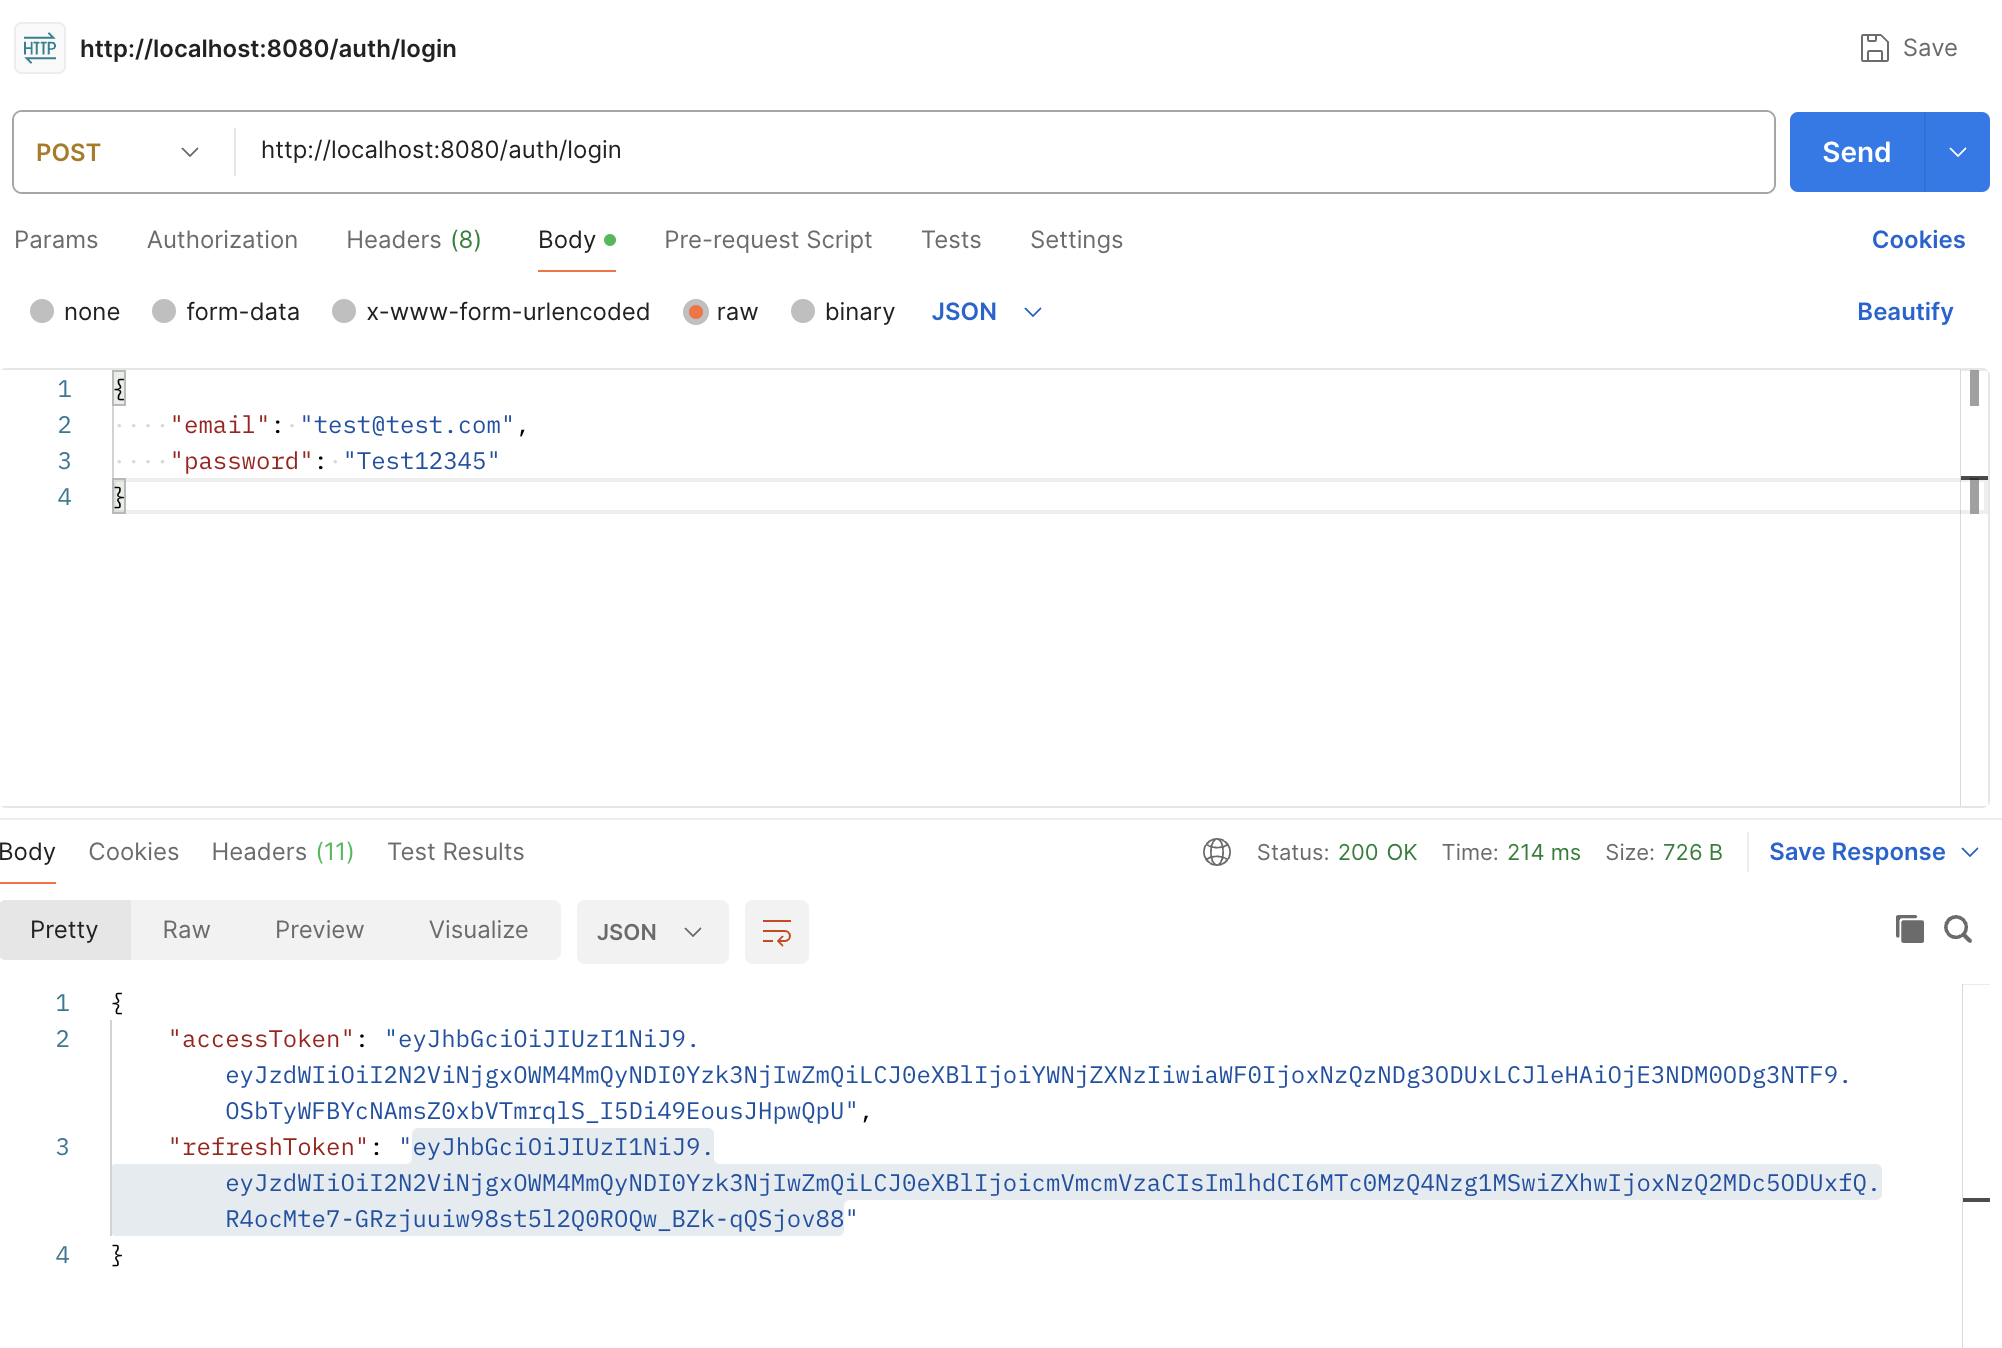 HTTP http://localhost:8080/auth/login Save
POST http://localhost:8080/auth/login Send
Params Authorization Headers (8) Body Pre-request Script Tests Settings Cookies
none form-data x-www-form-urlencoded raw binary JSON Beautify
1 {
2 "email": "test@test.com",
3 "password": "Test12345"
4 }
Body Cookies Headers (11) Test Results Status: 200 OK Time: 214 ms Size: 726 B Save Response
Pretty Raw Preview Visualize JSON
1 {
2 "accessToken": "eyJhbGciOiJIUzI1NiJ9.
eyJzdWIiOiI2N2ViNjgxOWM4MmQyNDI0Yzk3NjIwZmQiLCJ0eXBlIjoiYWNjZXNzIiwiaWF0IjoxNzQzNDg3ODUxLCJleHAiOjE3NDM0ODg3NTF9.
OSbTyWFBYcNAmsZ0xbVTmrqlS_I5Di49EousJHpwQpU",
3 "refreshToken": "eyJhbGciOiJIUzI1NiJ9.
eyJzdWIiOiI2N2ViNjgxOWM4MmQyNDI0Yzk3NjIwZmQiLCJ0eXBlIjoicmVmcmVzaCIsImlhdCI6MTc0MzQ4Nzg1MSwiZXhwIjoxNzQ2MDc5ODUxfQ.
R4ocMte7-GRzjuuiw98st5l2Q0ROQw_BZk-qQSjov88"
4 }